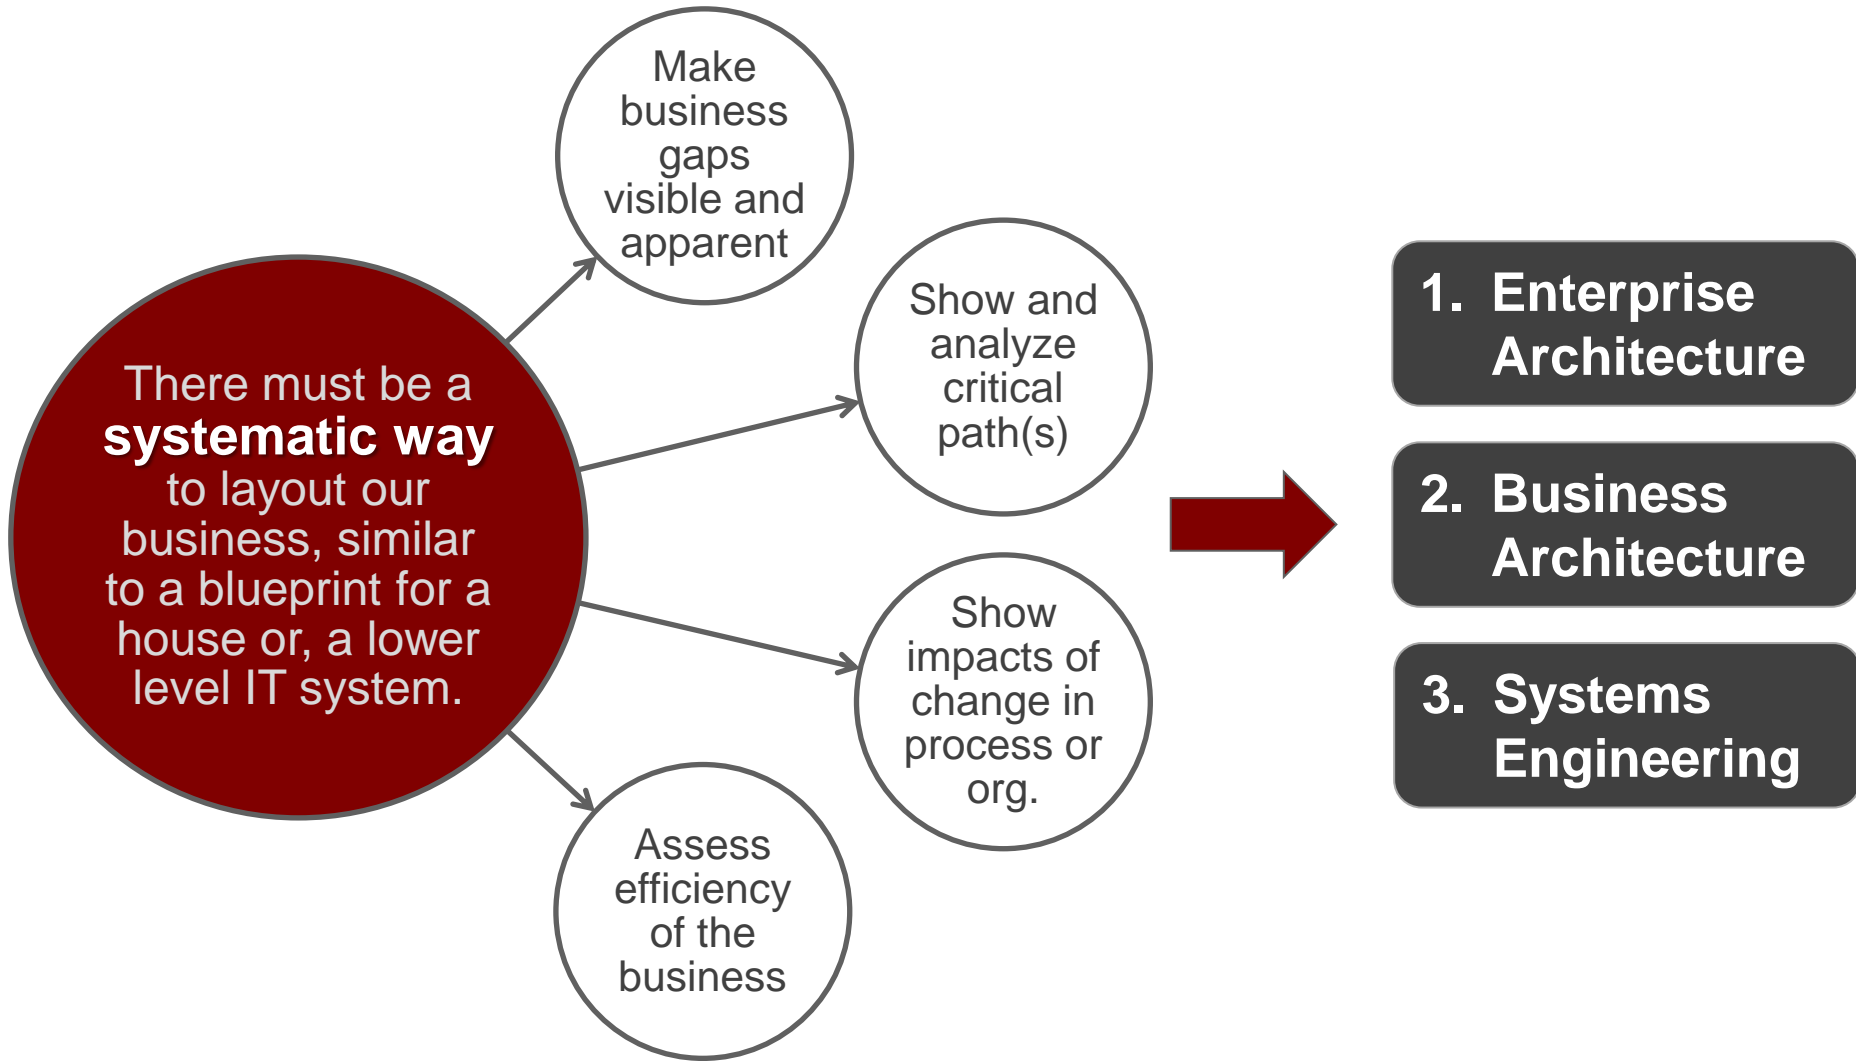 Make
business
gaps
visible and
apparent
Show and
analyze
critical
path(s)
There must be a
systematic way
to layout our
business, similar
to a blueprint for a
house or, a lower
level IT system.
Show
impacts of
change in
process or
org.
Assess
efficiency
of the
business
1. Enterprise
Architecture
2. Business
Architecture
3. Systems
Engineering